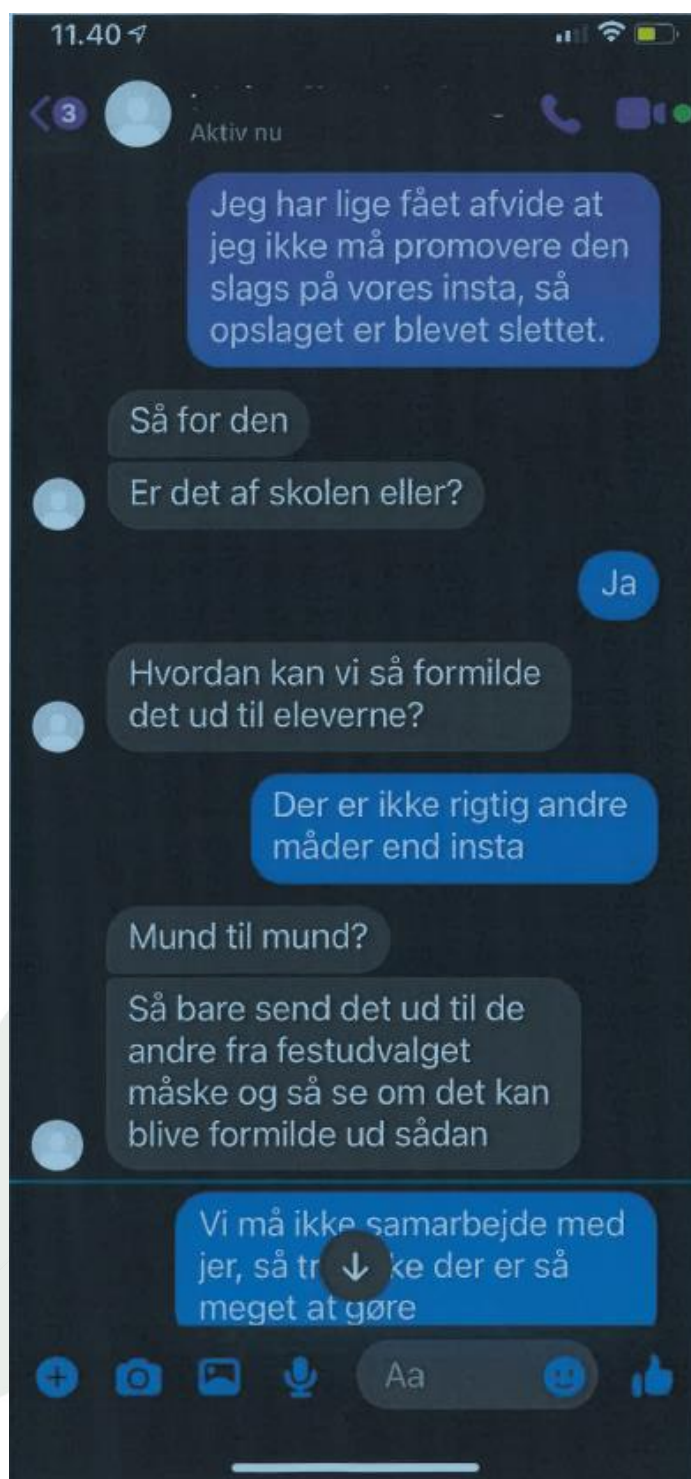 11.40
3
Aktiv nu
Jeg har lige fået afvide at
jeg ikke må promovere den
slags på vores insta, så
opslaget er blevet slettet.
Så for den
Er det af skolen eller?
Ja
Hvordan kan vi så formilde
det ud til eleverne?
Der er ikke rigtig andre
måder end insta
Mund til mund?
Så bare send det ud til de
andre fra festudvalget
måske og så se om det kan
blive formilde ud sådan
Vi må ikke samarbejde med
jer, så der er så
meget at gøre
Aa